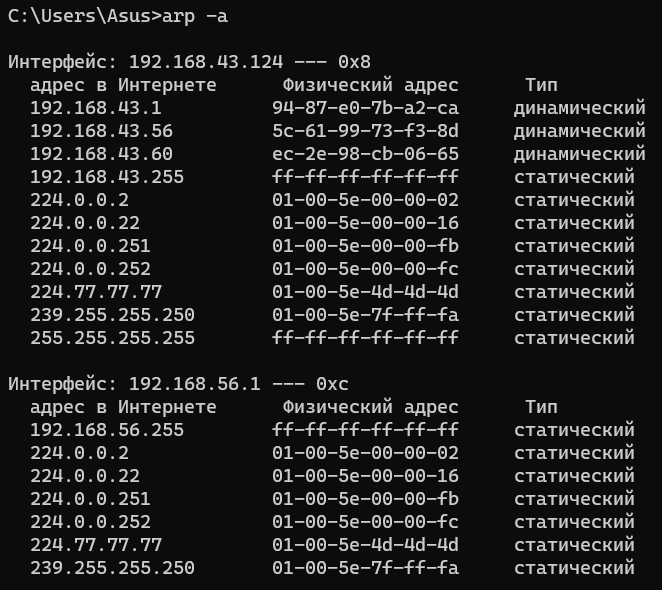 C:\Users\Asus>arp -a
Интерфейс: 192.168.43.124 --- 0x8
адрес в Интернете Физический адрес Тип
192.168.43.1 94-87-e0-7b-a2-ca динамический
192.168.43.56 5c-61-99-73-f3-8d динамический
192.168.43.60 ec-2e-98-cb-06-65 динамический
192.168.43.255 ff-ff-ff-ff-ff-ff статический
224.0.0.2 01-00-5e-00-00-02 статический
224.0.0.22 01-00-5e-00-00-16 статический
224.0.0.251 01-00-5e-00-00-fb статический
224.0.0.252 01-00-5e-00-00-fc статический
224.77.77.77 01-00-5e-4d-4d-4d статический
239.255.255.250 01-00-5e-7f-ff-fa статический
255.255.255.255 ff-ff-ff-ff-ff-ff статический
Интерфейс: 192.168.56.1 --- 0xc
адрес в Интернете Физический адрес Тип
192.168.56.255 ff-ff-ff-ff-ff-ff статический
224.0.0.2 01-00-5e-00-00-02 статический
224.0.0.22 01-00-5e-00-00-16 статический
224.0.0.251 01-00-5e-00-00-fb статический
224.0.0.252 01-00-5e-00-00-fc статический
224.77.77.77 01-00-5e-4d-4d-4d статический
239.255.255.250 01-00-5e-7f-ff-fa статический